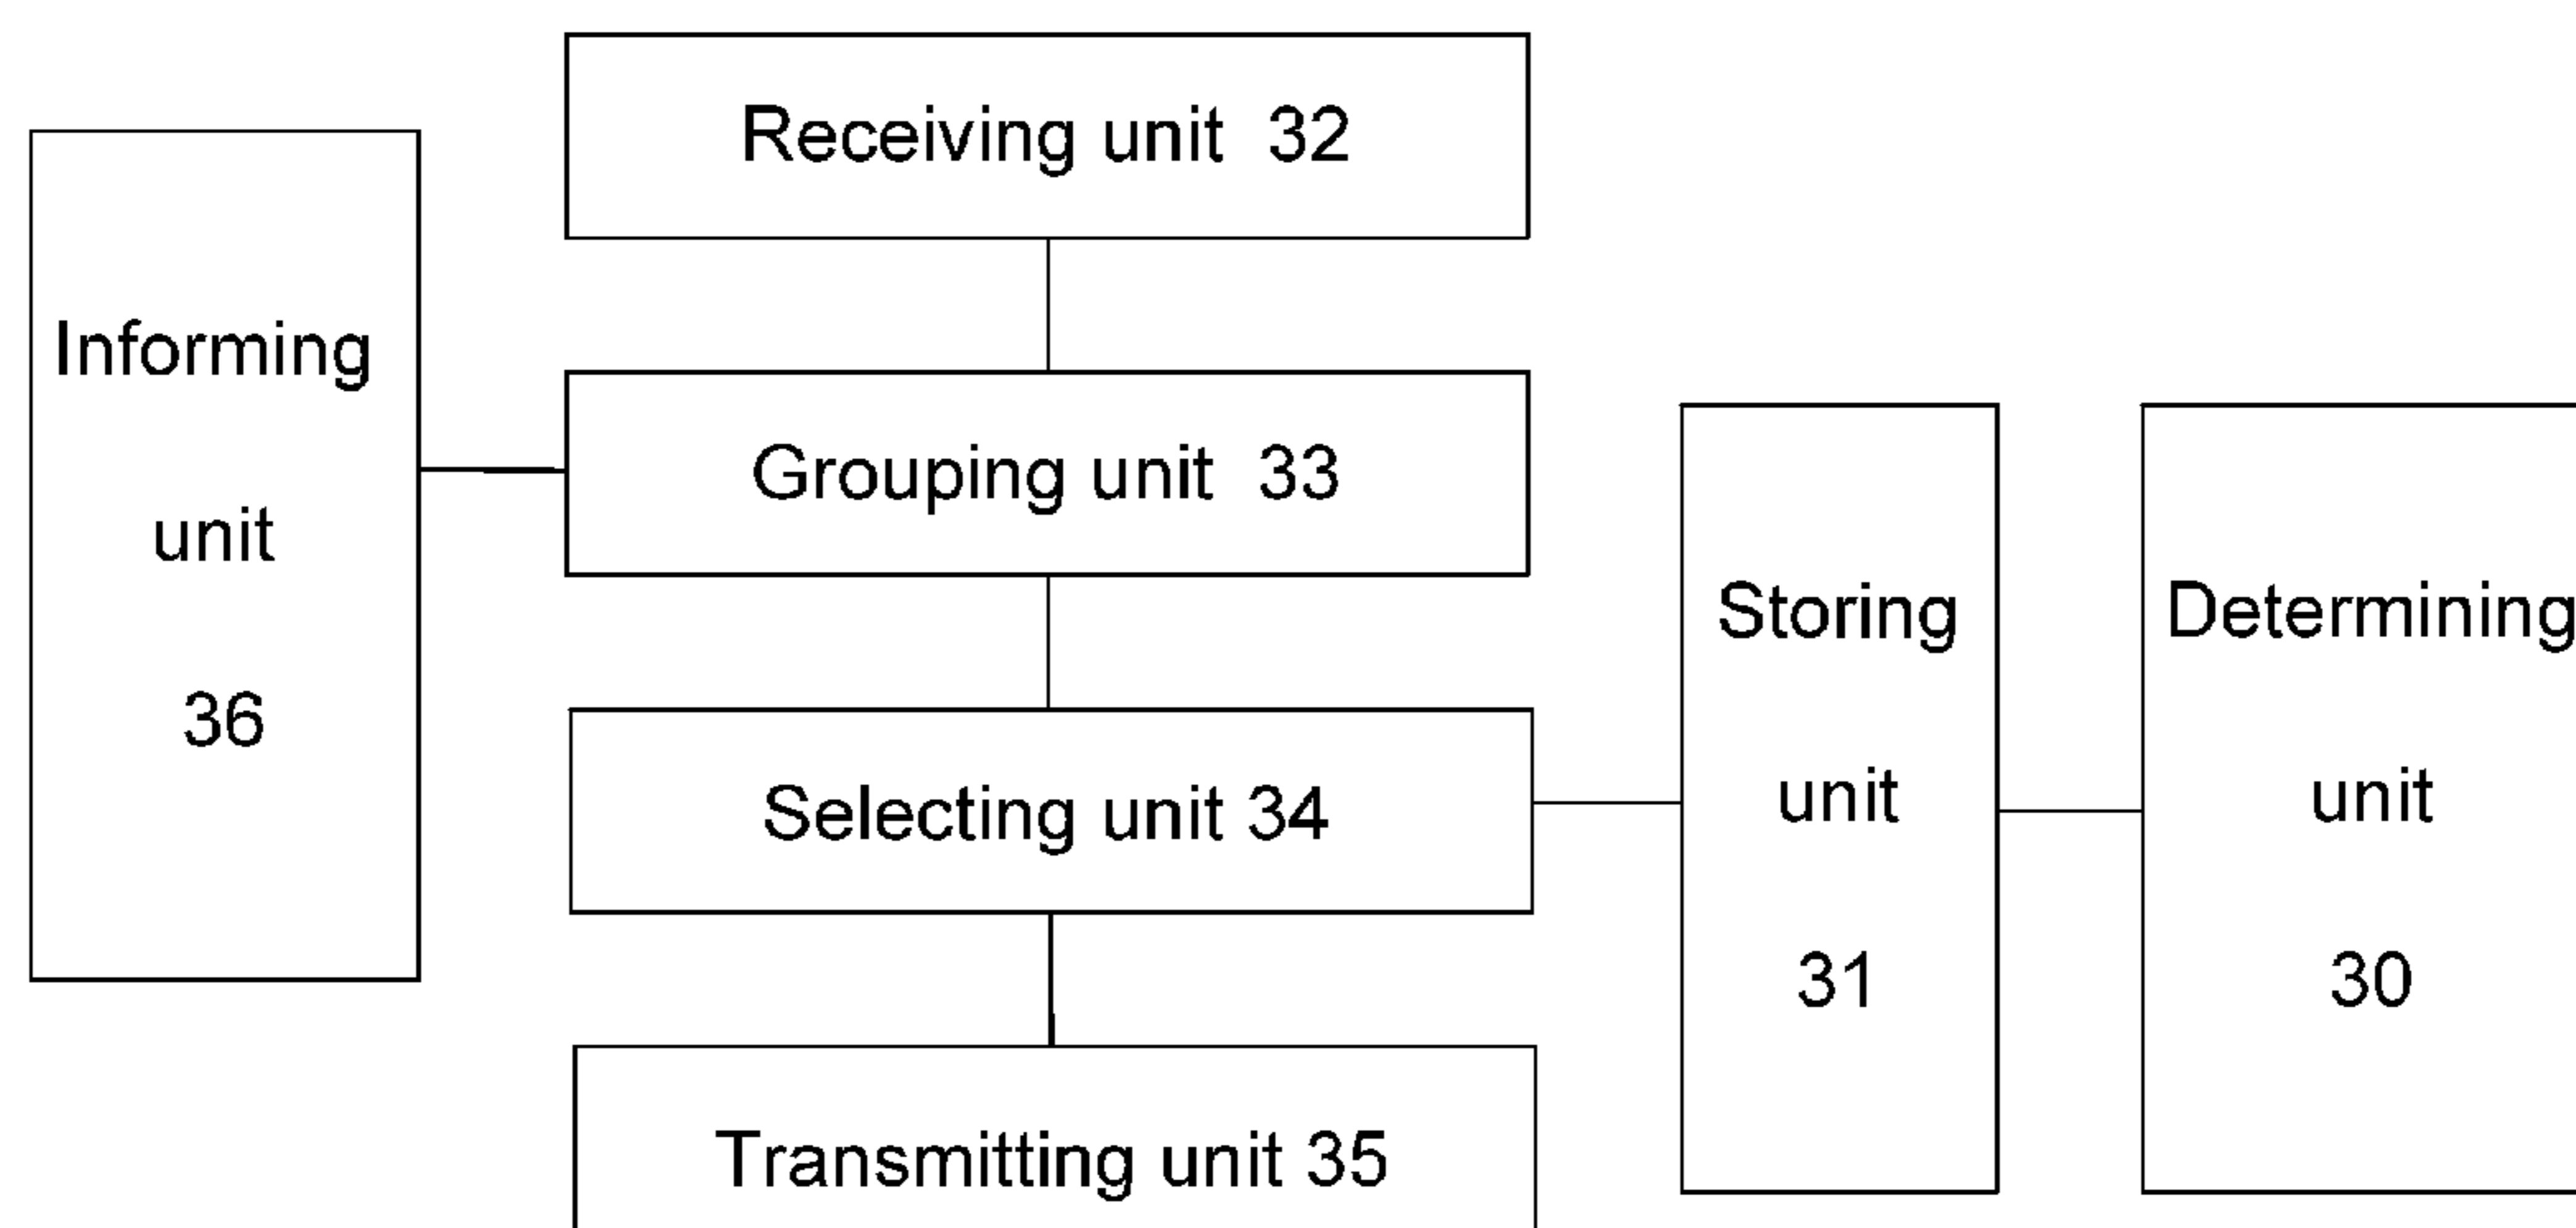 Receiving unit 32
Informing
unit
36
Grouping unit 33
Selecting unit 34
Transmitting unit 35
Storing
unit
31
Determining
unit
30